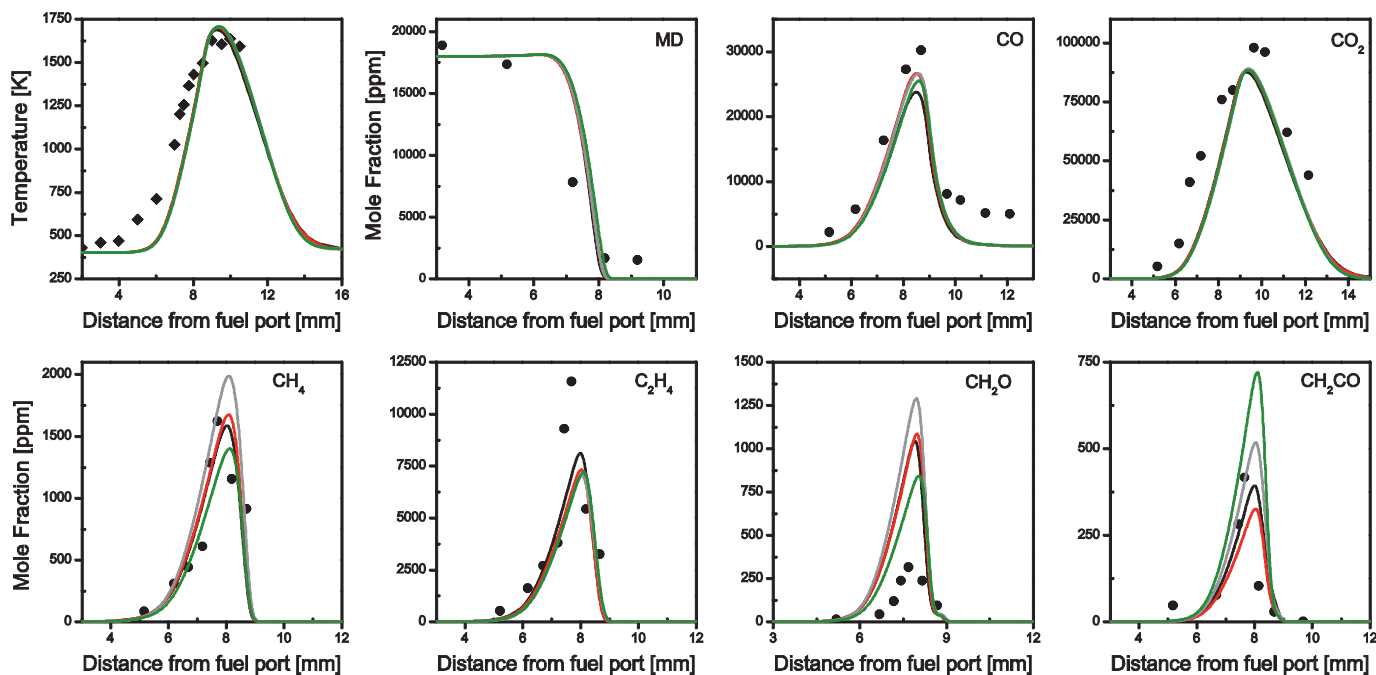 Temperature [K]
1750
1500
1250
1000
750
500
250
4 8 12 16
Distance from fuel port [mm]
MD
Mole Fraction [ppm]
20000
17500
15000
12500
10000
7500
5000
2500
0
4 6 8 10
Distance from fuel port [mm]
CO
30000
20000
10000
0
4 6 8 10 12
Distance from fuel port [mm]
CO2
100000
75000
50000
25000
0
4 6 8 10 12 14
Distance from fuel port [mm]
CH4
Mole Fraction [ppm]
2000
1500
1000
500
0
4 6 8 10 12
Distance from fuel port [mm]
C2H4
12500
10000
7500
5000
2500
0
4 6 8 10 12
Distance from fuel port [mm]
CH2O
1500
1250
1000
750
500
250
0
3 6 9 12
Distance from fuel port [mm]
CH2CO
750
500
250
0
4 6 8 10 12
Distance from fuel port [mm]